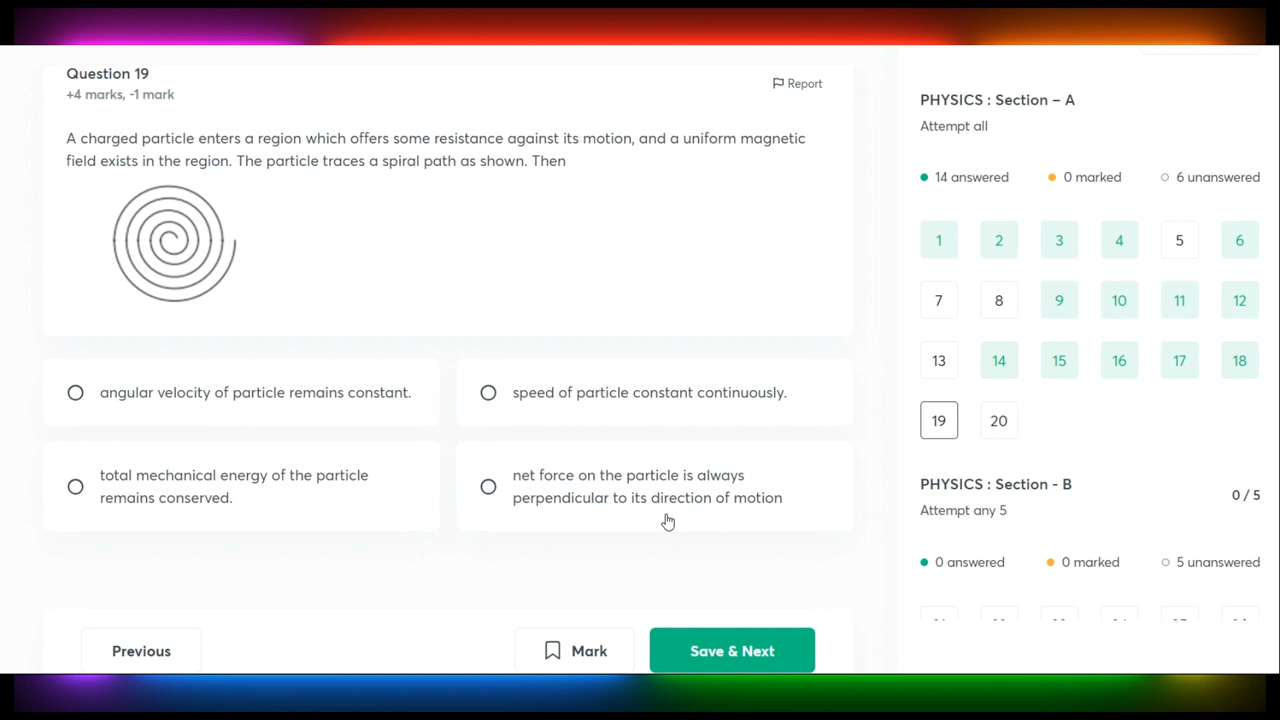 Question 19
+4 marks, -1 mark
Report
A charged particle enters a region which offers some resistance against its motion, and a uniform magnetic
field exists in the region. The particle traces a spiral path as shown. Then
angular velocity of particle remains constant.
speed of particle constant continuously.
total mechanical energy of the particle
remains conserved.
net force on the particle is always
perpendicular to its direction of motion
Previous
Mark
Save & Next
PHYSICS : Section – A
Attempt all
14 answered 0 marked 6 unanswered
1 2 3 4 5 6
7 8 9 10 11 12
13 14 15 16 17 18
19 20
PHYSICS : Section - B
0 / 5
Attempt any 5
0 answered 0 marked 5 unanswered